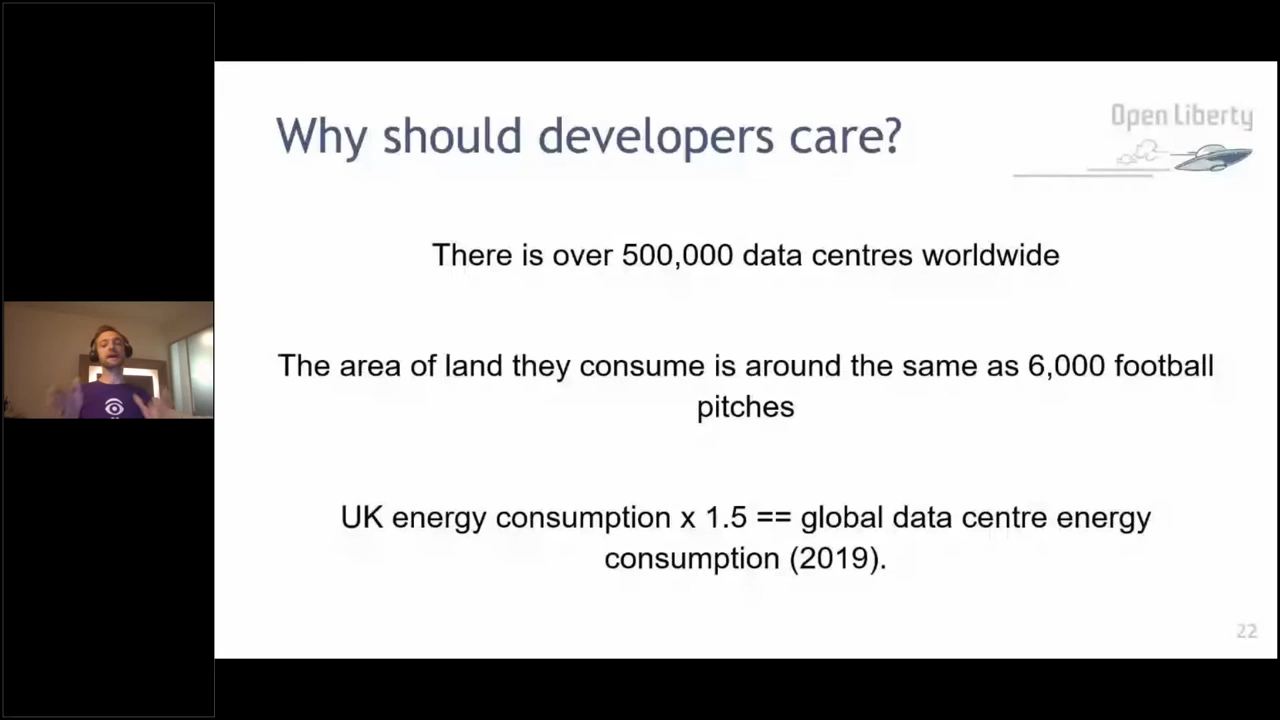 Why should developers care?
Open Liberty
There is over 500,000 data centres worldwide
The area of land they consume is around the same as 6,000 football
pitches
UK energy consumption x 1.5 == global data centre energy
consumption (2019).
22